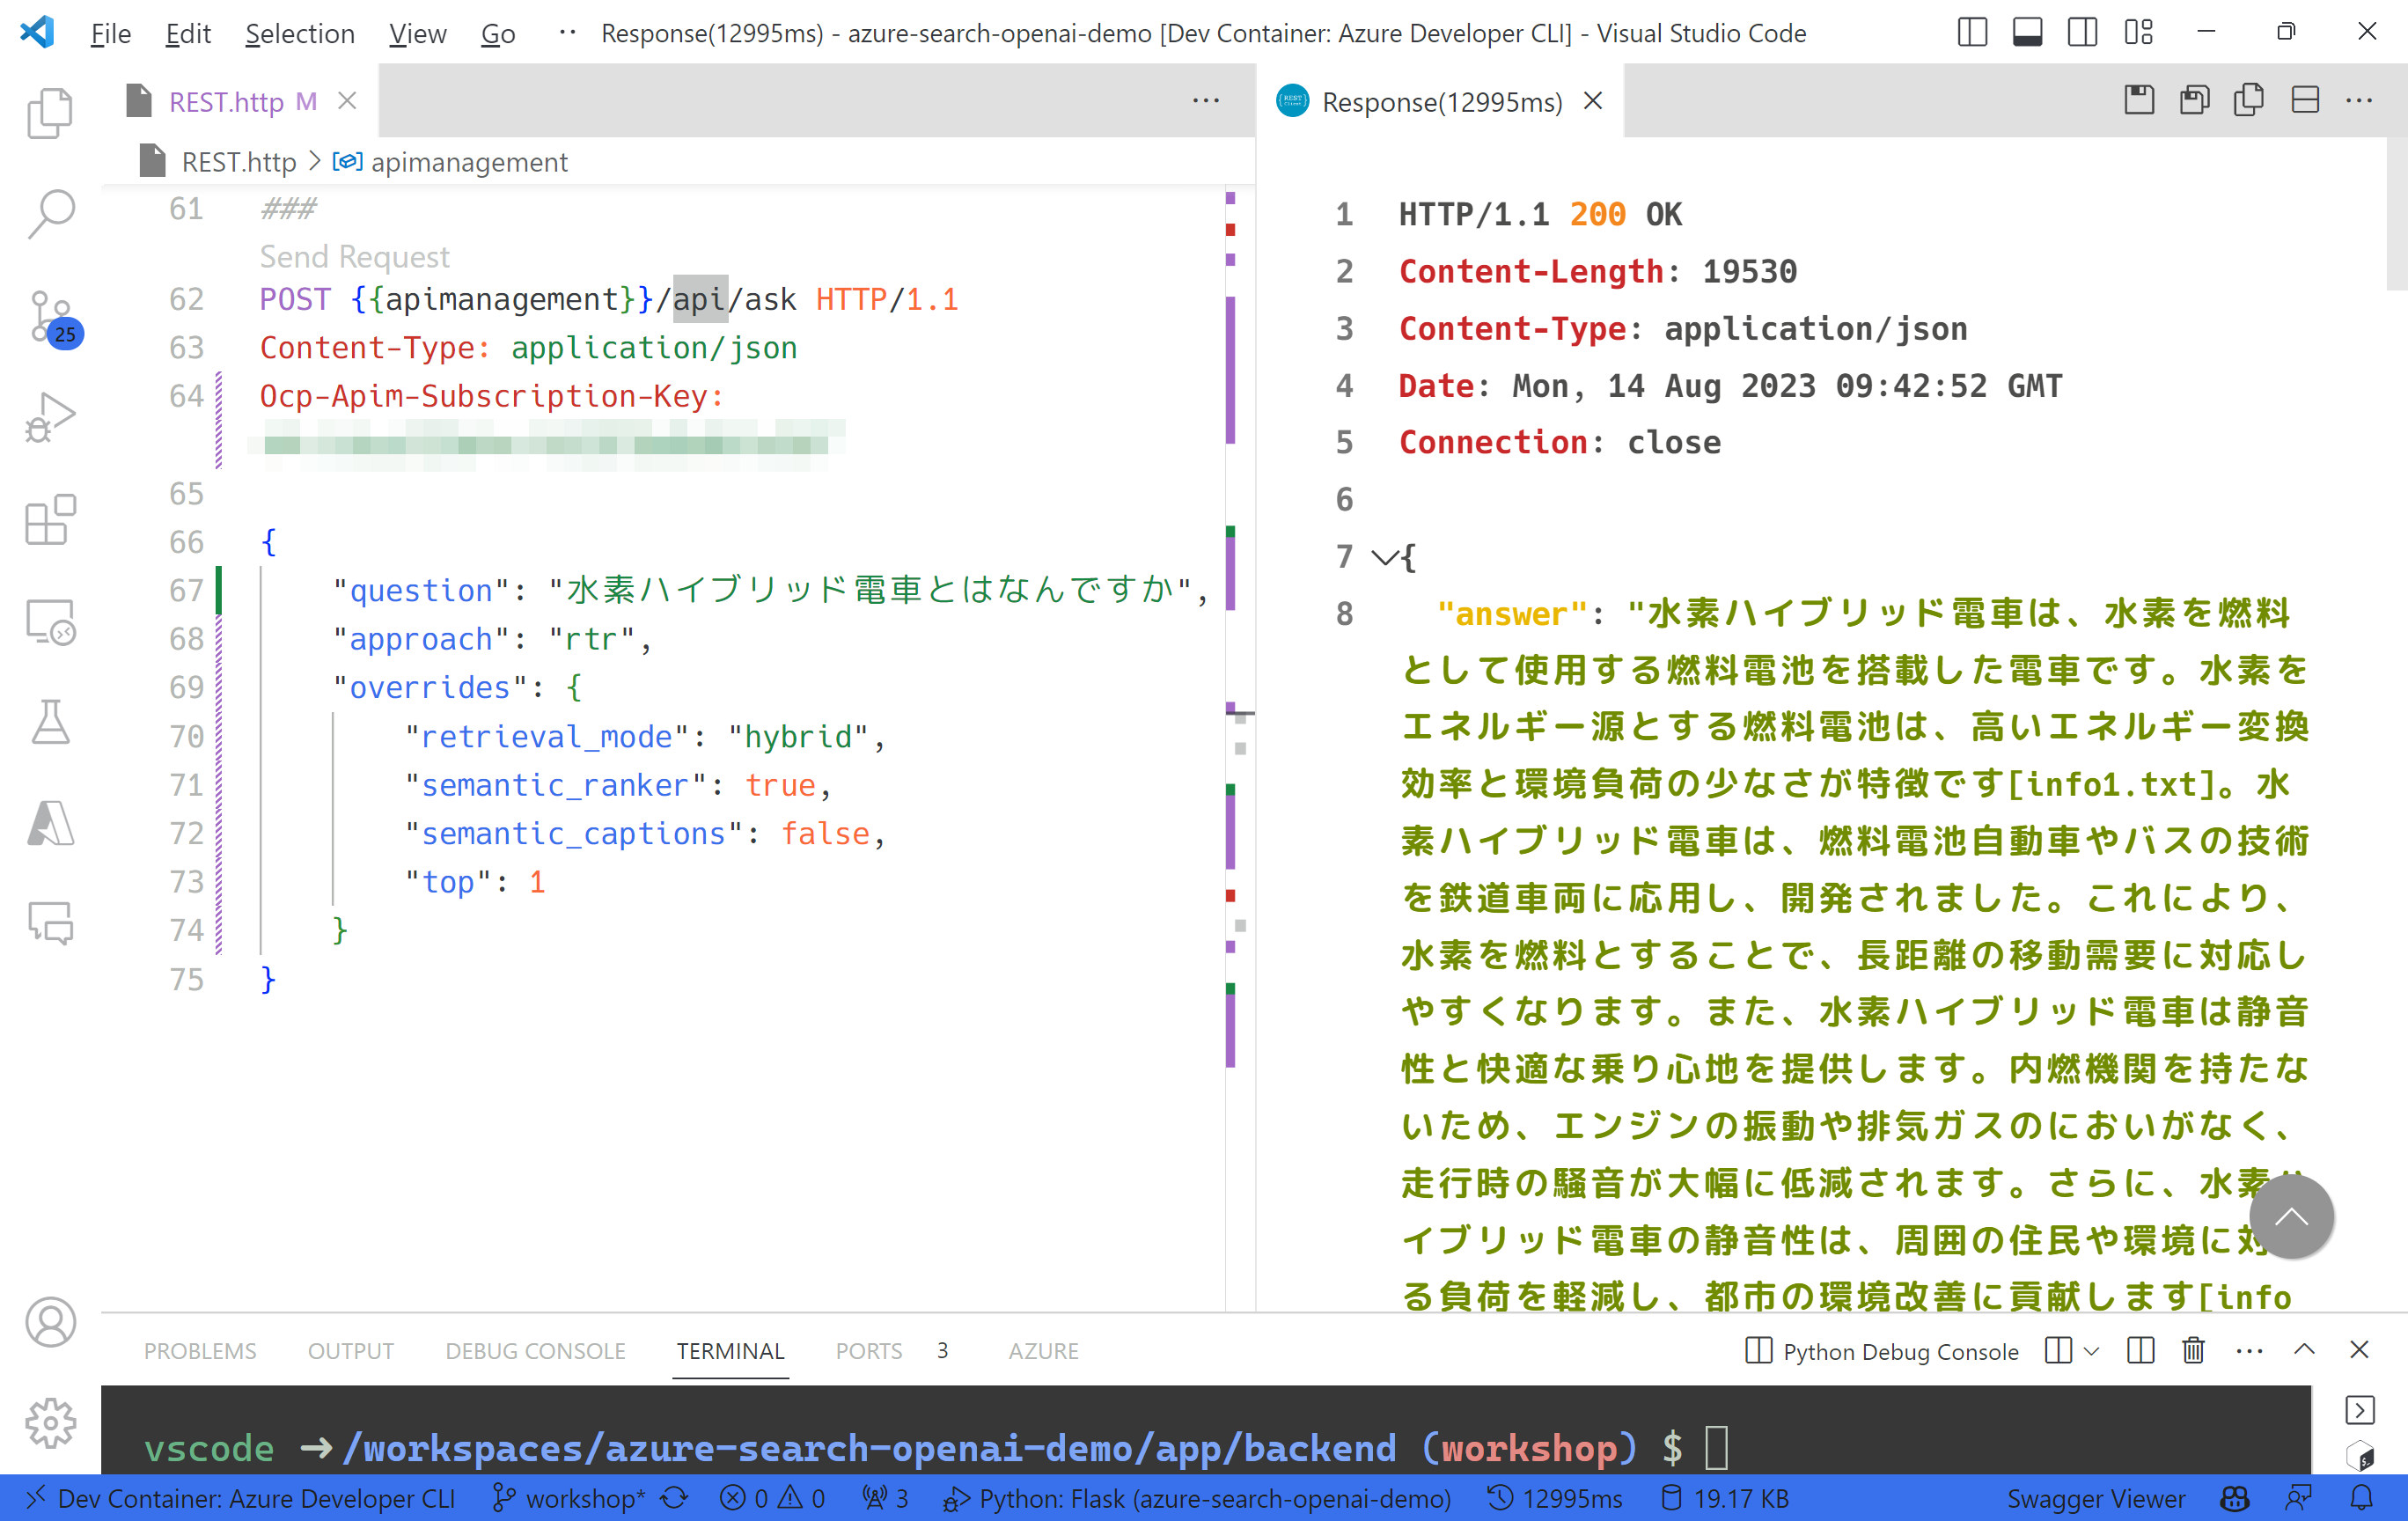 File Edit Selection View Go ·· Response(12995ms) - azure-search-openai-demo [Dev Container: Azure Developer CLI] - Visual Studio Code
REST.http M
REST.http > apimanagement
61 ###
Send Request
62 POST {{apimanagement}}/api/ask HTTP/1.1
63 Content-Type: application/json
64 Ocp-Apim-Subscription-Key:
65
66 {
67 "question": "水素ハイブリッド電車とはなんですか",
68 "approach": "rtr",
69 "overrides": {
70 "retrieval_mode": "hybrid",
71 "semantic_ranker": true,
72 "semantic_captions": false,
73 "top": 1
74 }
75 }
25
Response(12995ms)
1 HTTP/1.1 200 OK
2 Content-Length: 19530
3 Content-Type: application/json
4 Date: Mon, 14 Aug 2023 09:42:52 GMT
5 Connection: close
6
7 {
8 "answer": "水素ハイブリッド電車は、水素を燃料
として使用する燃料電池を搭載した電車です。水素を
エネルギー源とする燃料電池は、高いエネルギー変換
効率と環境負荷の少なさが特徴です[info1.txt]。水
素ハイブリッド電車は、燃料電池自動車やバスの技術
を鉄道車両に応用し、開発されました。これにより、
水素を燃料とすることで、長距離の移動需要に対応し
やすくなります。また、水素ハイブリッド電車は静音
性と快適な乗り心地を提供します。内燃機関を持たな
いため、エンジンの振動や排気ガスのにおいがなく、
走行時の騒音が大幅に低減されます。さらに、水素
イブリッド電車の静音性は、周囲の住民や環境に対
る負荷を軽減し、都市の環境改善に貢献します[info
PROBLEMS OUTPUT DEBUG CONSOLE TERMINAL PORTS 3 AZURE
Python Debug Console
vscode ➜ /workspaces/azure-search-openai-demo/app/backend (workshop) $
Dev Container: Azure Developer CLI workshop* 0 0 3 Python: Flask (azure-search-openai-demo) 12995ms 19.17 KB Swagger Viewer